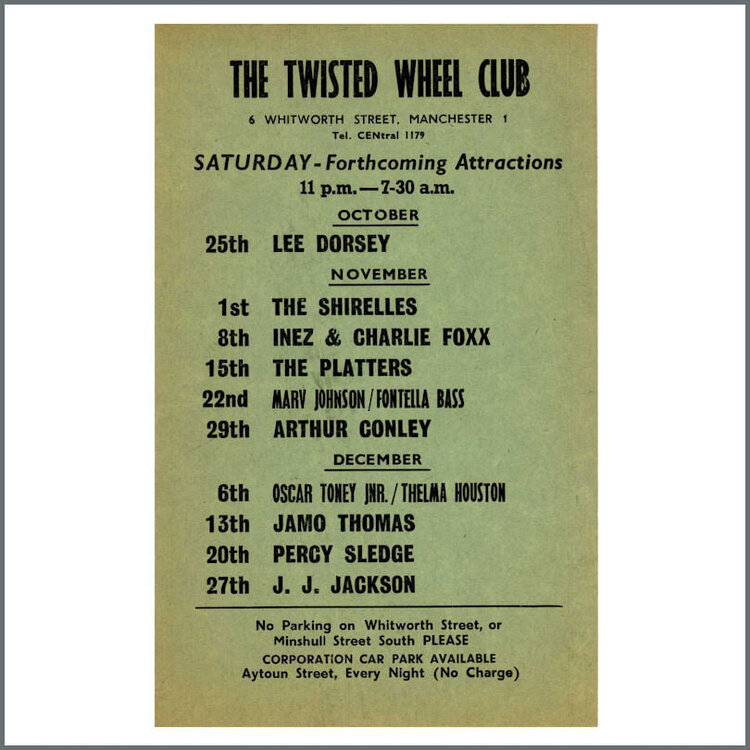 THE TWISTED WHEEL CLUB
6 WHITWORTH STREET, MANCHESTER 1
Tel. CENtral 1179
SATURDAY - Forthcoming Attractions
11 p.m. — 7-30 a.m.
OCTOBER
25th LEE DORSEY
NOVEMBER
1st THE SHIRELLES
8th INEZ & CHARLIE FOXX
15th THE PLATTERS
22nd MARV JOHNSON / FONTELLA BASS
29th ARTHUR CONLEY
DECEMBER
6th OSCAR TONEY JNR. / THELMA HOUSTON
13th JAMO THOMAS
20th PERCY SLEDGE
27th J. J. JACKSON
No Parking on Whitworth Street, or
Minshull Street South PLEASE
CORPORATION CAR PARK AVAILABLE
Aytoun Street, Every Night (No Charge)